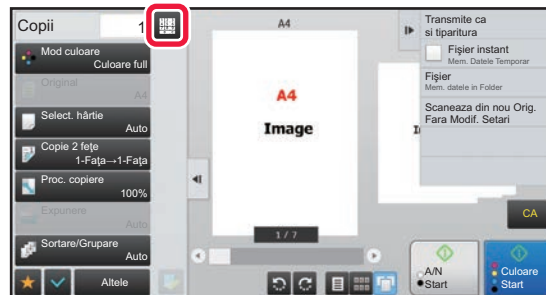 Copii
1
Mod culoare
Culoare full
Original
A4
Select. hârtie
Auto
Copie 2 feţe
1-Faţa→1-Faţa
Proc. copiere
100%
Expunere
Auto
Sortare/Grupare
Auto
Altele
A4
A4
Image
1 / 7
Transmite ca
si tiparitura
Fişier instant
Mem. Datele Temporar
Fişier
Mem. datele in Folder
Scaneaza din nou Orig.
Fara Modif. Setari
CA
A/N
Start
Culoare
Start